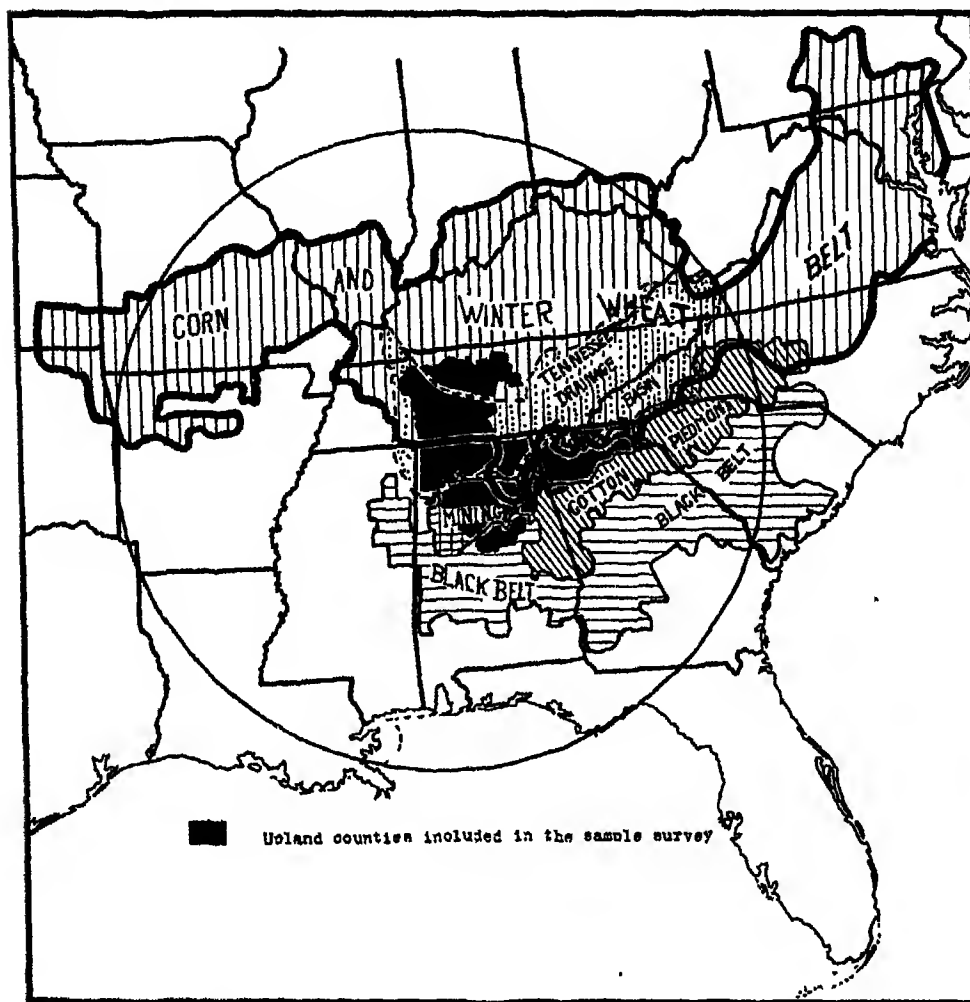 CORN AND WINTER WHEAT BELT
TENNESSEE
DRAINAGE
BASIN
COTTON PIEDMONT
MINING
BLACK BELT
BLACK BELT
Upland counties included in the sample survey